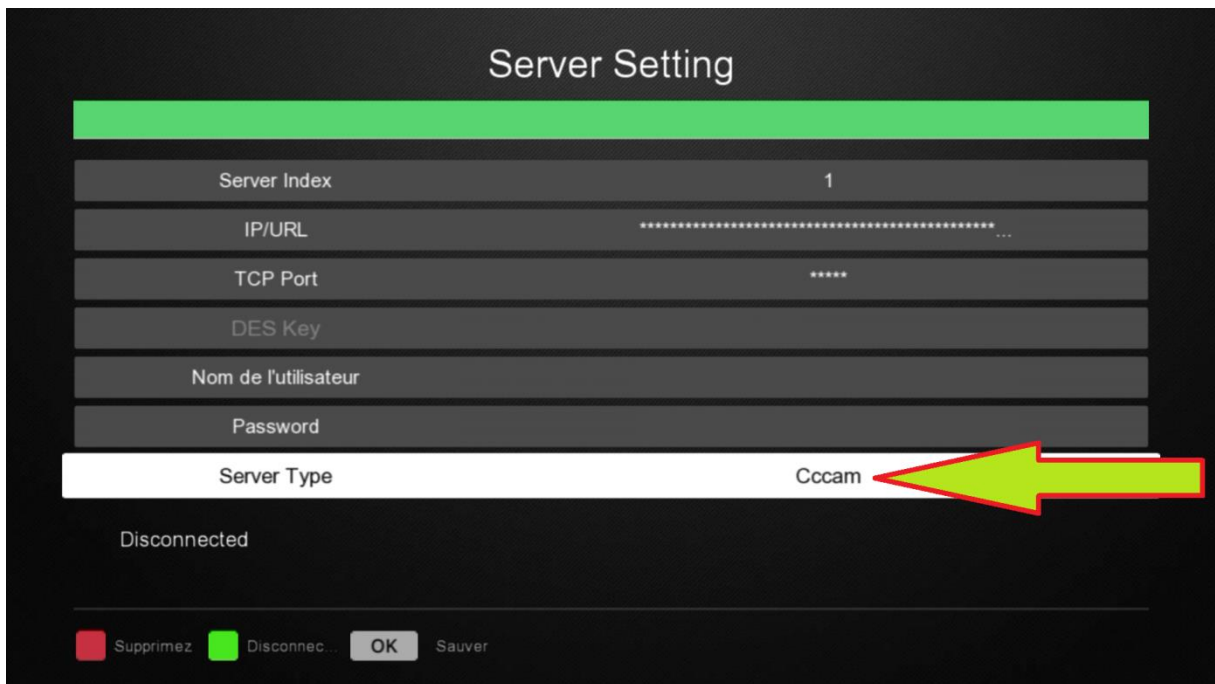 Server Setting
Server Index 1
IP/URL ***********************************************...
TCP Port *****
DES Key
Nom de l'utilisateur
Password
Server Type Cccam
Disconnected
Supprimez Disconnec... OK Sauver